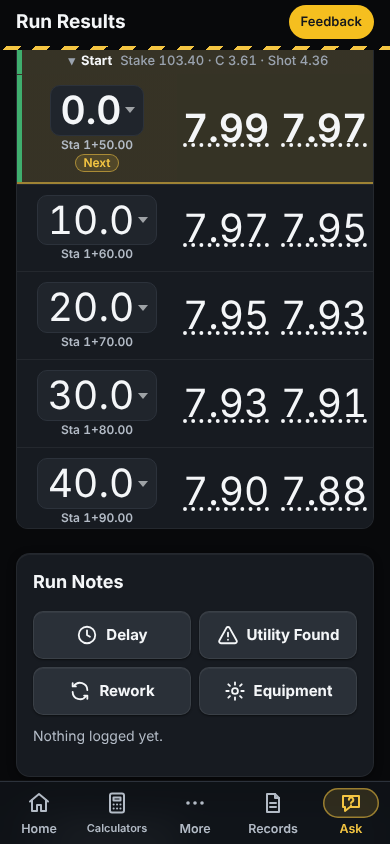 Run Results
Feedback
▼ Start Stake 103.40 · C 3.61 · Shot 4.36
0.0 7.99 7.97
Sta 1+50.00
Next
10.0 7.97 7.95
Sta 1+60.00
20.0 7.95 7.93
Sta 1+70.00
30.0 7.93 7.91
Sta 1+80.00
40.0 7.90 7.88
Sta 1+90.00
Run Notes
Delay
Utility Found
Rework
Equipment
Nothing logged yet.
Home
Calculators
More
Records
Ask